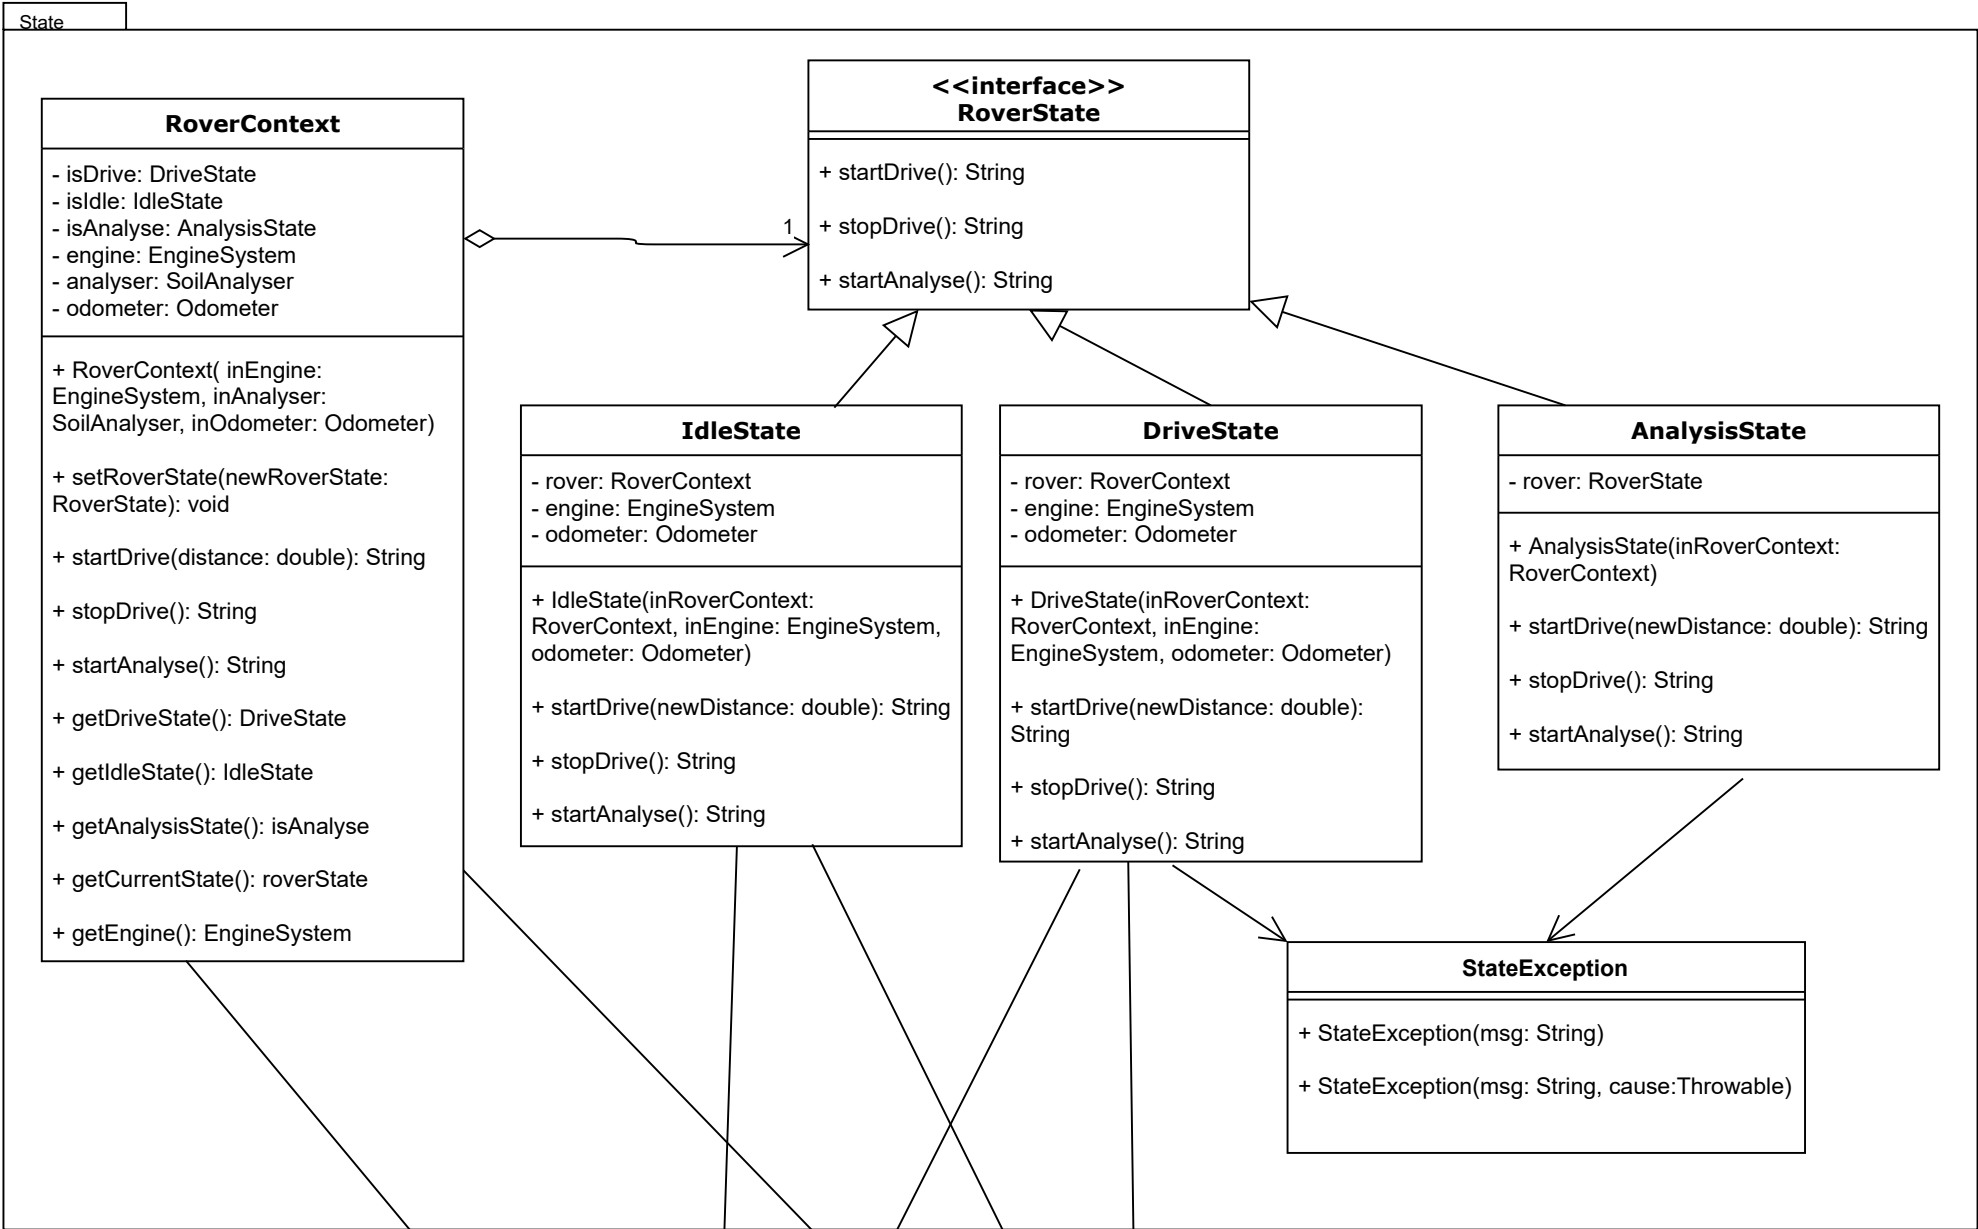 State
RoverContext
- isDrive: DriveState
- isIdle: IdleState
- isAnalyse: AnalysisState
- engine: EngineSystem
- analyser: SoilAnalyser
- odometer: Odometer
+ RoverContext( inEngine:
EngineSystem, inAnalyser:
SoilAnalyser, inOdometer: Odometer)
+ setRoverState(newRoverState:
RoverState): void
+ startDrive(distance: double): String
+ stopDrive(): String
+ startAnalyse(): String
+ getDriveState(): DriveState
+ getIdleState(): IdleState
+ getAnalysisState(): isAnalyse
+ getCurrentState(): roverState
+ getEngine(): EngineSystem
1
<<interface>>
RoverState
+ startDrive(): String
+ stopDrive(): String
+ startAnalyse(): String
IdleState
- rover: RoverContext
- engine: EngineSystem
- odometer: Odometer
+ IdleState(inRoverContext:
RoverContext, inEngine: EngineSystem,
odometer: Odometer)
+ startDrive(newDistance: double): String
+ stopDrive(): String
+ startAnalyse(): String
DriveState
- rover: RoverContext
- engine: EngineSystem
- odometer: Odometer
+ DriveState(inRoverContext:
RoverContext, inEngine:
EngineSystem, odometer: Odometer)
+ startDrive(newDistance: double):
String
+ stopDrive(): String
+ startAnalyse(): String
AnalysisState
- rover: RoverState
+ AnalysisState(inRoverContext:
RoverContext)
+ startDrive(newDistance: double): String
+ stopDrive(): String
+ startAnalyse(): String
StateException
+ StateException(msg: String)
+ StateException(msg: String, cause:Throwable)